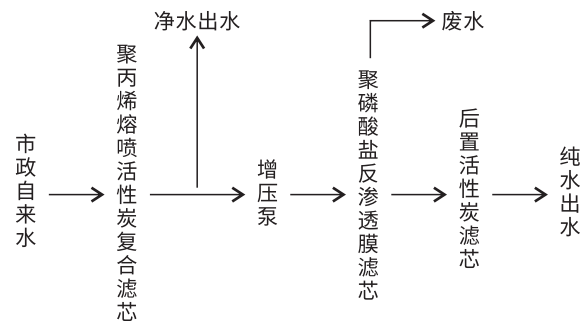 净水出水
废水
市政自来水
聚丙烯熔喷活性炭复合滤芯
增压泵
聚磷酸盐反渗透膜滤芯
后置活性炭滤芯
纯水出水